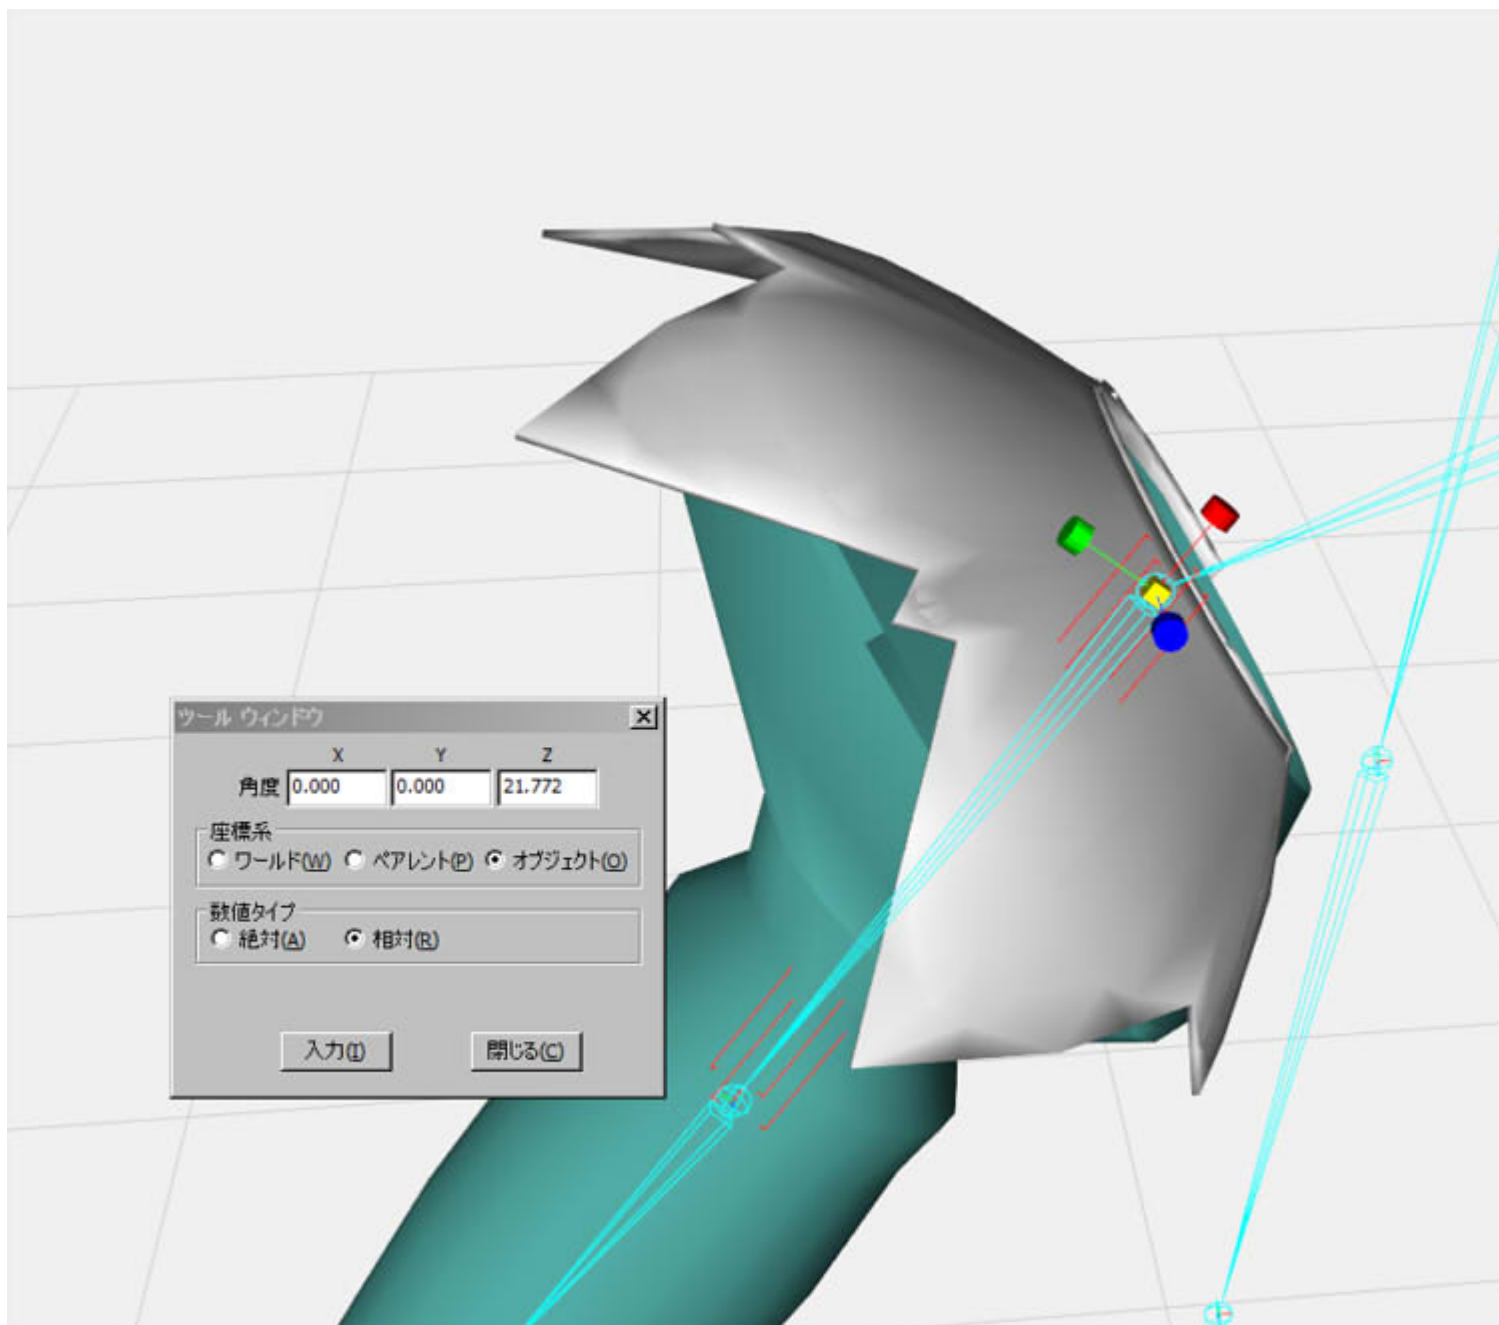 ツール ウィンドウ
X Y Z
角度 0.000 0.000 21.772
座標系
ワールド(W) ペアレント(P) オブジェクト(O)
数値タイプ
絶対(A) 相対(R)
入力(I) 閉じる(C)